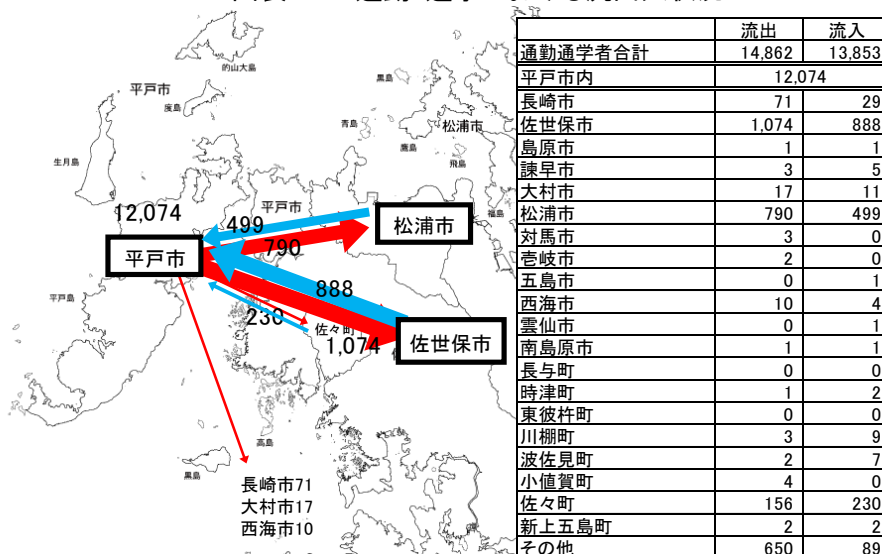 的山大島
平戸市
度島
生月島
黒島
青島
松浦市
鷹島
飛島
福島
平戸市
12,074
499
松浦市
790
平戸市
888
平戸島
230
佐々町
1,074
佐世保市
高島
黒島
長崎市71
大村市17
西海市10
流出 流入
通勤通学者合計 14,862 13,853
平戸市内 12,074
長崎市 71 29
佐世保市 1,074 888
島原市 1 1
諫早市 3 5
大村市 17 11
松浦市 790 499
対馬市 3 0
壱岐市 2 0
五島市 0 1
西海市 10 4
雲仙市 0 1
南島原市 1 1
長与町 0 0
時津町 1 2
東彼杵町 0 0
川棚町 3 9
波佐見町 2 7
小値賀町 4 0
佐々町 156 230
新上五島町 2 2
その他 650 89